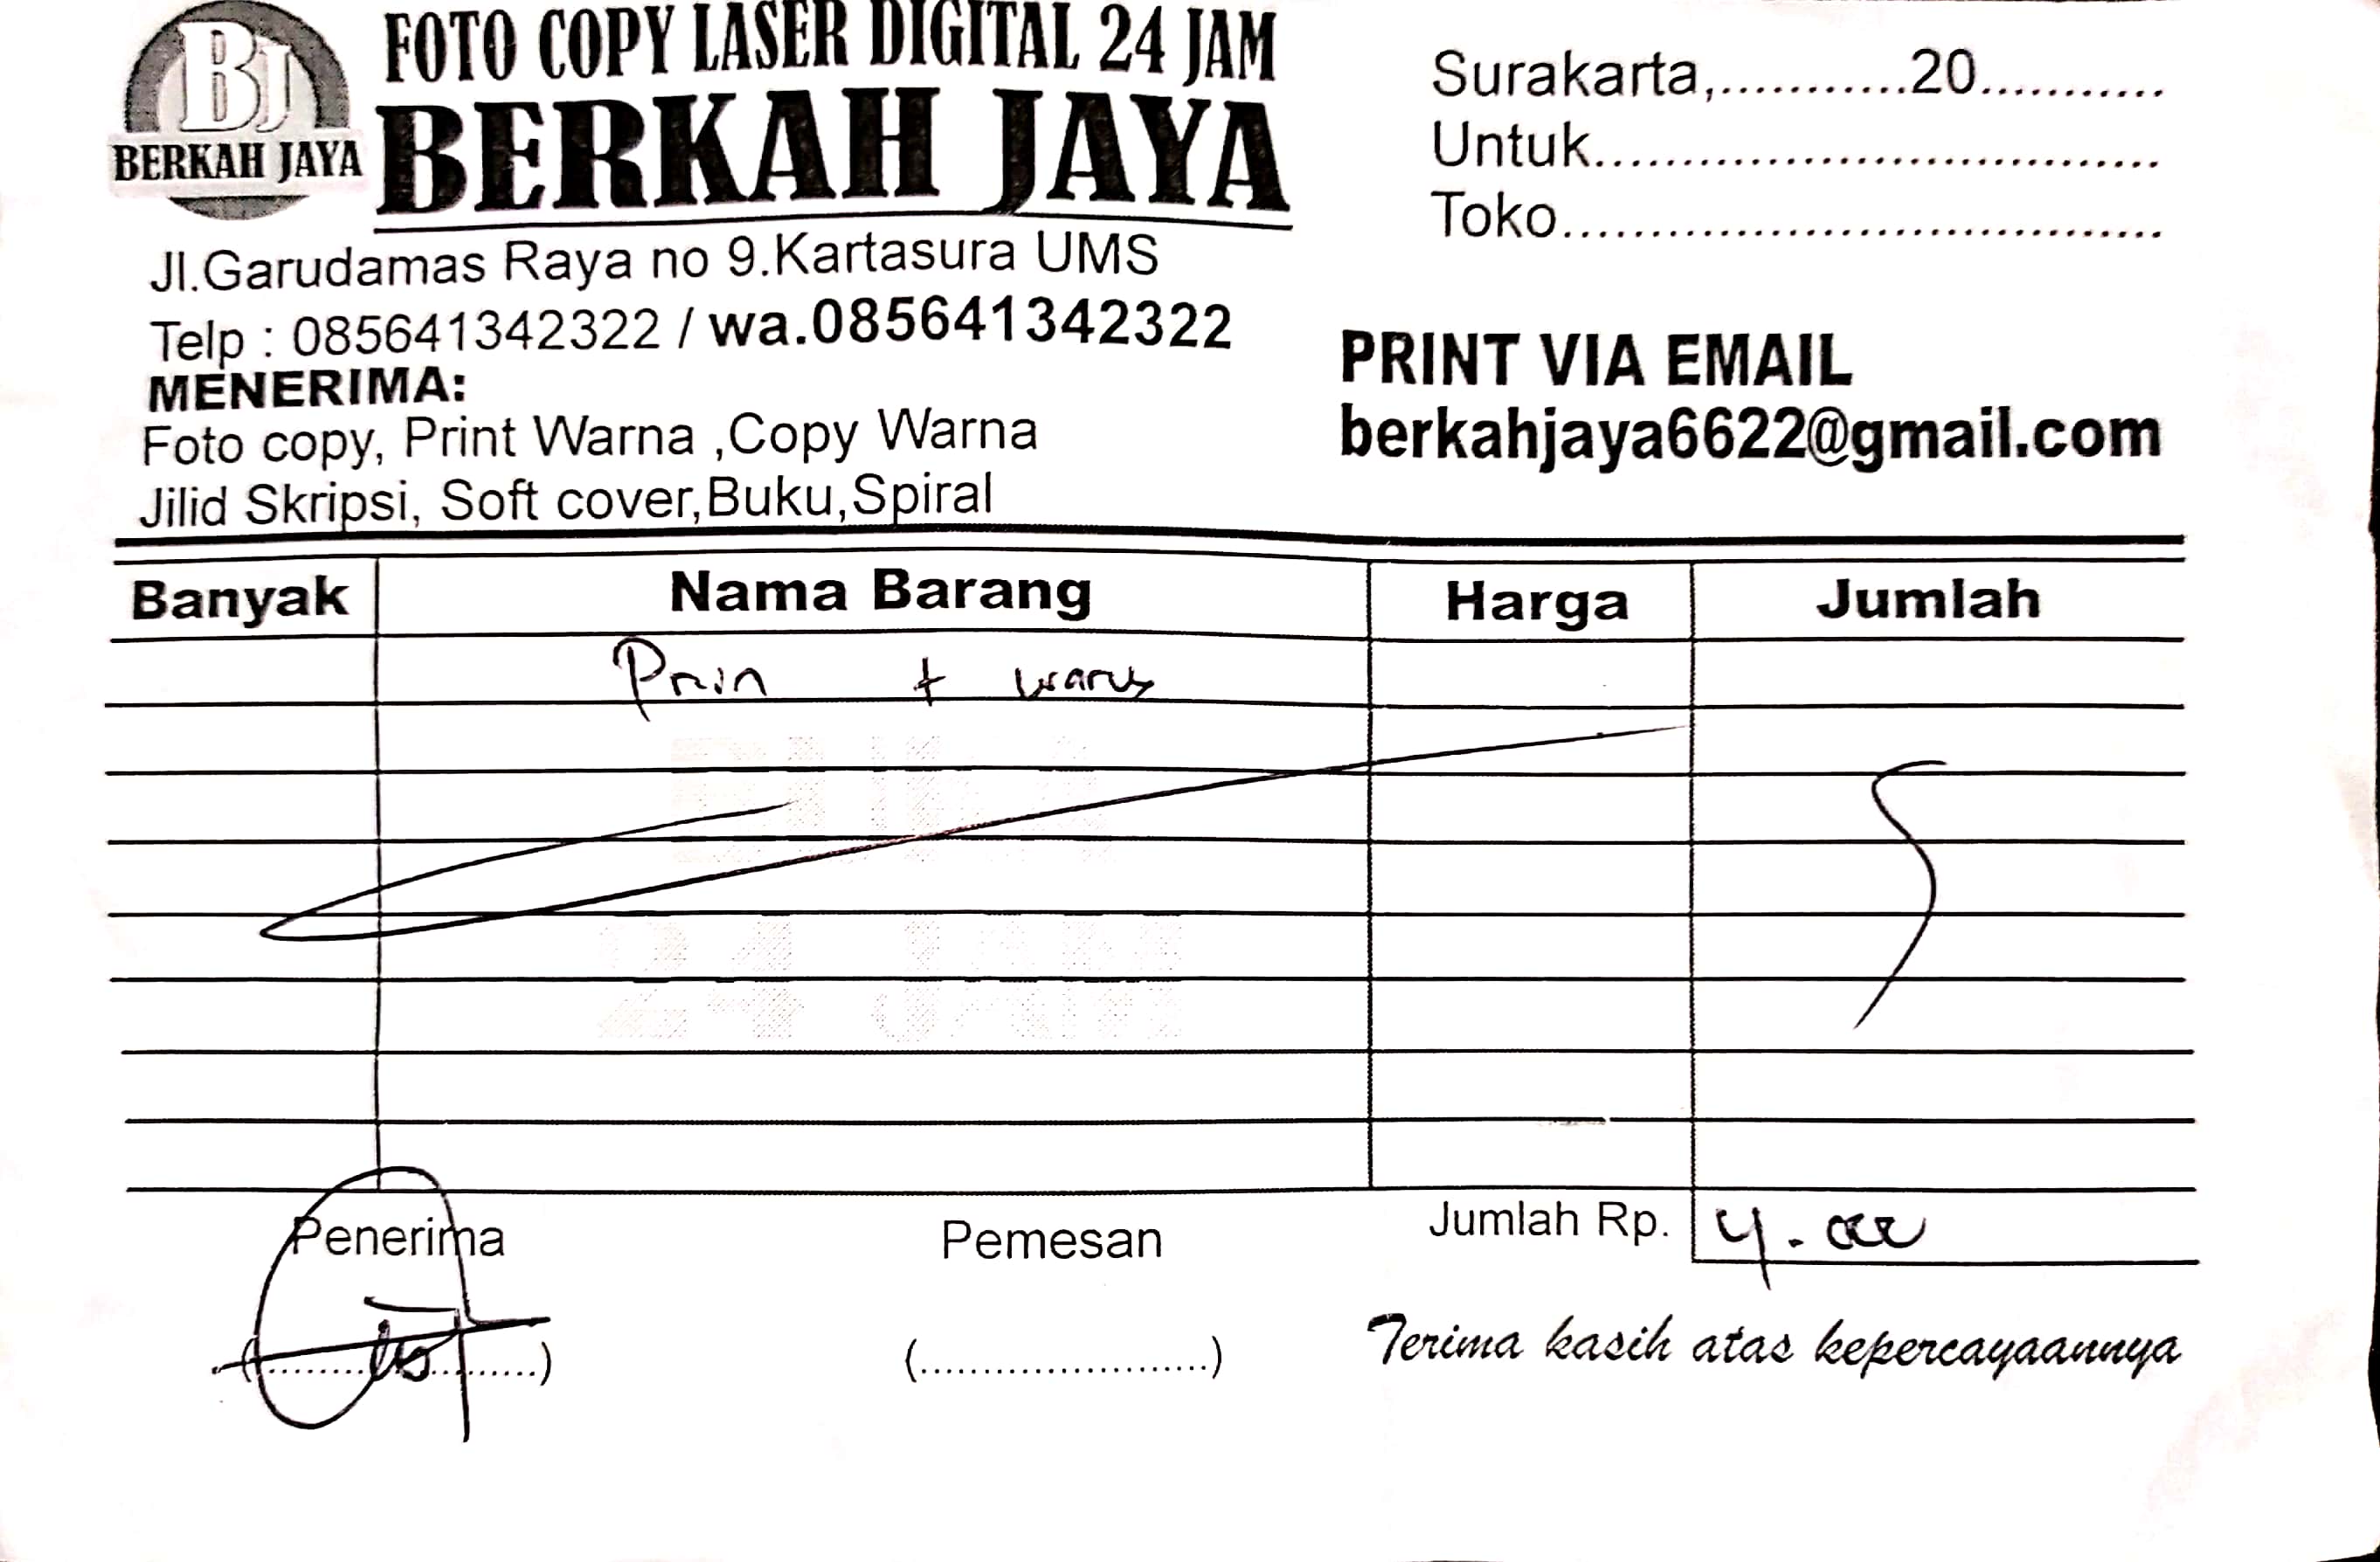 BJ
BERKAH JAYA
FOTO COPY LASER DIGITAL 24 JAM
BERKAH JAYA
Jl.Garudamas Raya no 9.Kartasura UMS
Telp : 085641342322 / wa.085641342322
MENERIMA:
Foto copy, Print Warna ,Copy Warna
Jilid Skripsi, Soft cover,Buku,Spiral
Surakarta,...........20...........
Untuk.................................
Toko...................................
PRINT VIA EMAIL
berkahjaya6622@gmail.com
Banyak Nama Barang Harga Jumlah
Prin +
24 JAM
Penerima Pemesan Jumlah Rp.
(......................) (......................)
Terima kasih atas kepercayaannya